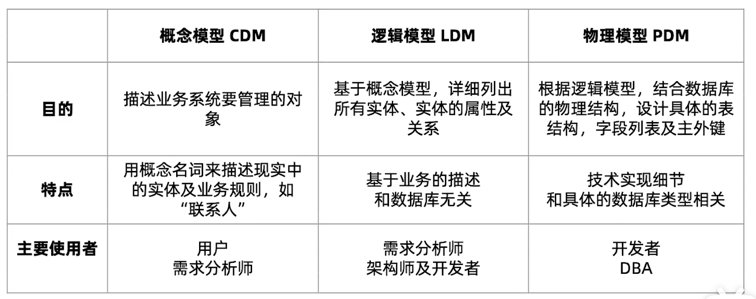 概念模型 CDM
逻辑模型 LDM
物理模型 PDM
目的
描述业务系统要管理的对
象
基于概念模型，详细列出
所有实体、实体的属性及
关系
根据逻辑模型，结合数据库
的物理结构，设计具体的表
结构，字段列表及主外键
特点
用概念名词来描述现实中
的实体及业务规则，如
“联系人”
基于业务的描述
和数据库无关
技术实现细节
和具体的数据库类型相关
主要使用者
用户
需求分析师
需求分析师
架构师及开发者
开发者
DBA